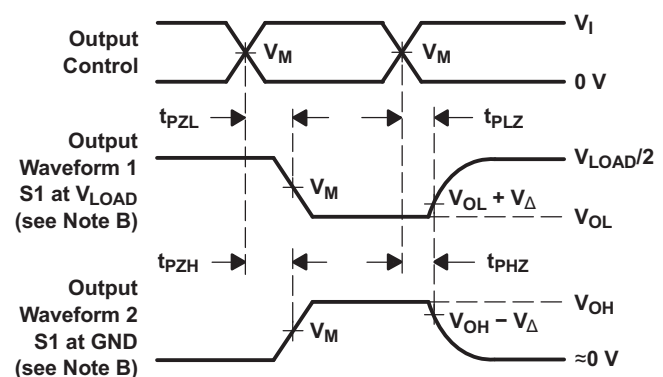 Output
Control
V_M
V_M
V_I
0 V
t_PZL
t_PLZ
Output
Waveform 1
S1 at V_LOAD
(see Note B)
V_M
V_OL + V_Δ
V_LOAD/2
V_OL
t_PZH
t_PHZ
Output
Waveform 2
S1 at GND
(see Note B)
V_M
V_OH − V_Δ
V_OH
≈0 V